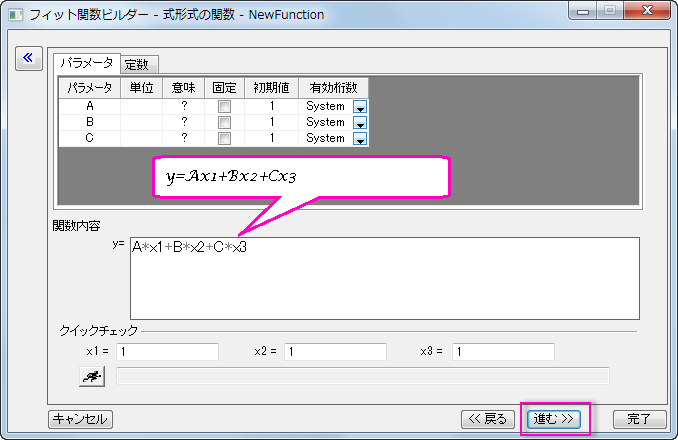 フィット関数ビルダー - 式形式の関数 - NewFunction
パラメータ 定数
パラメータ 単位 意味 固定 初期値 有効桁数
A ? 1 System
B ? 1 System
C ? 1 System
y=Ax1+Bx2+Cx3
関数内容
y= A*x1+B*x2+C*x3
クイックチェック
x1 = 1 x2 = 1 x3 = 1
キャンセル << 戻る 進む >> 完了